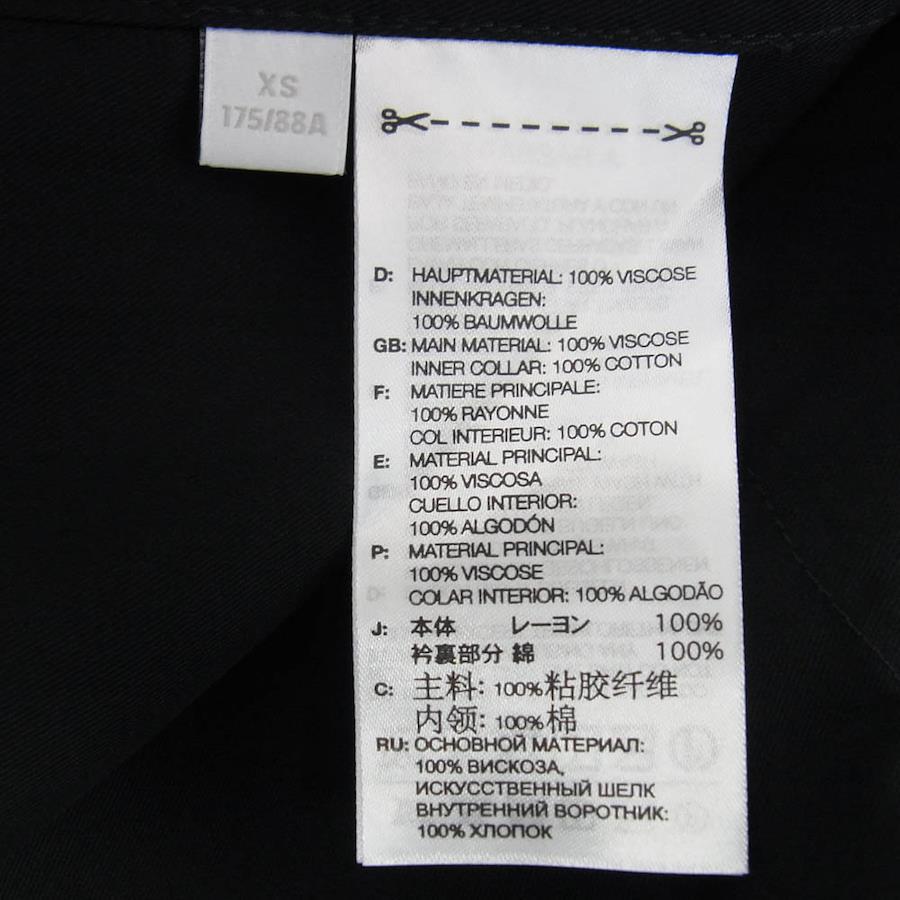 XS
175/88A
D: HAUPTMATERIAL: 100% VISCOSE
INNENKRAGEN:
100% BAUMWOLLE
GB: MAIN MATERIAL: 100% VISCOSE
INNER COLLAR: 100% COTTON
F: MATIERE PRINCIPALE:
100% RAYONNE
COL INTERIEUR: 100% COTON
E: MATERIAL PRINCIPAL:
100% VISCOSA
CUELLO INTERIOR:
100% ALGODÓN
P: MATERIAL PRINCIPAL:
100% VISCOSE
COLAR INTERIOR: 100% ALGODÃO
J: 本体 レーヨン 100%
衿裏部分 綿 100%
C: 主料: 100%粘胶纤维
内领: 100%棉
RU: ОСНОВНОЙ МАТЕРИАЛ:
100% ВИСКОЗА,
ИСКУССТВЕННЫЙ ШЕЛК
ВНУТРЕННИЙ ВОРОТНИК:
100% ХЛОПОК